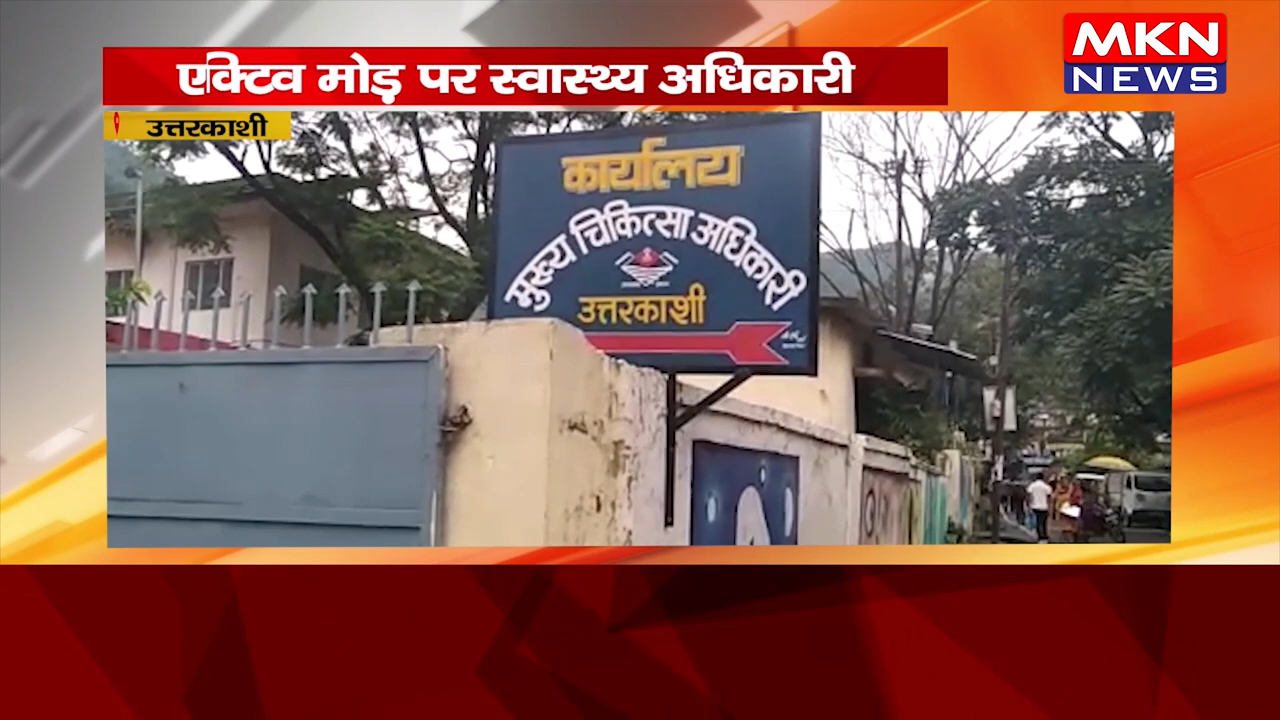 एक्टिव मोड़ पर स्वास्थ्य अधिकारी
MKN
NEWS
उत्तरकाशी
कार्यालय
मुख्य चिकित्सा अधिकारी
उत्तरकाशी